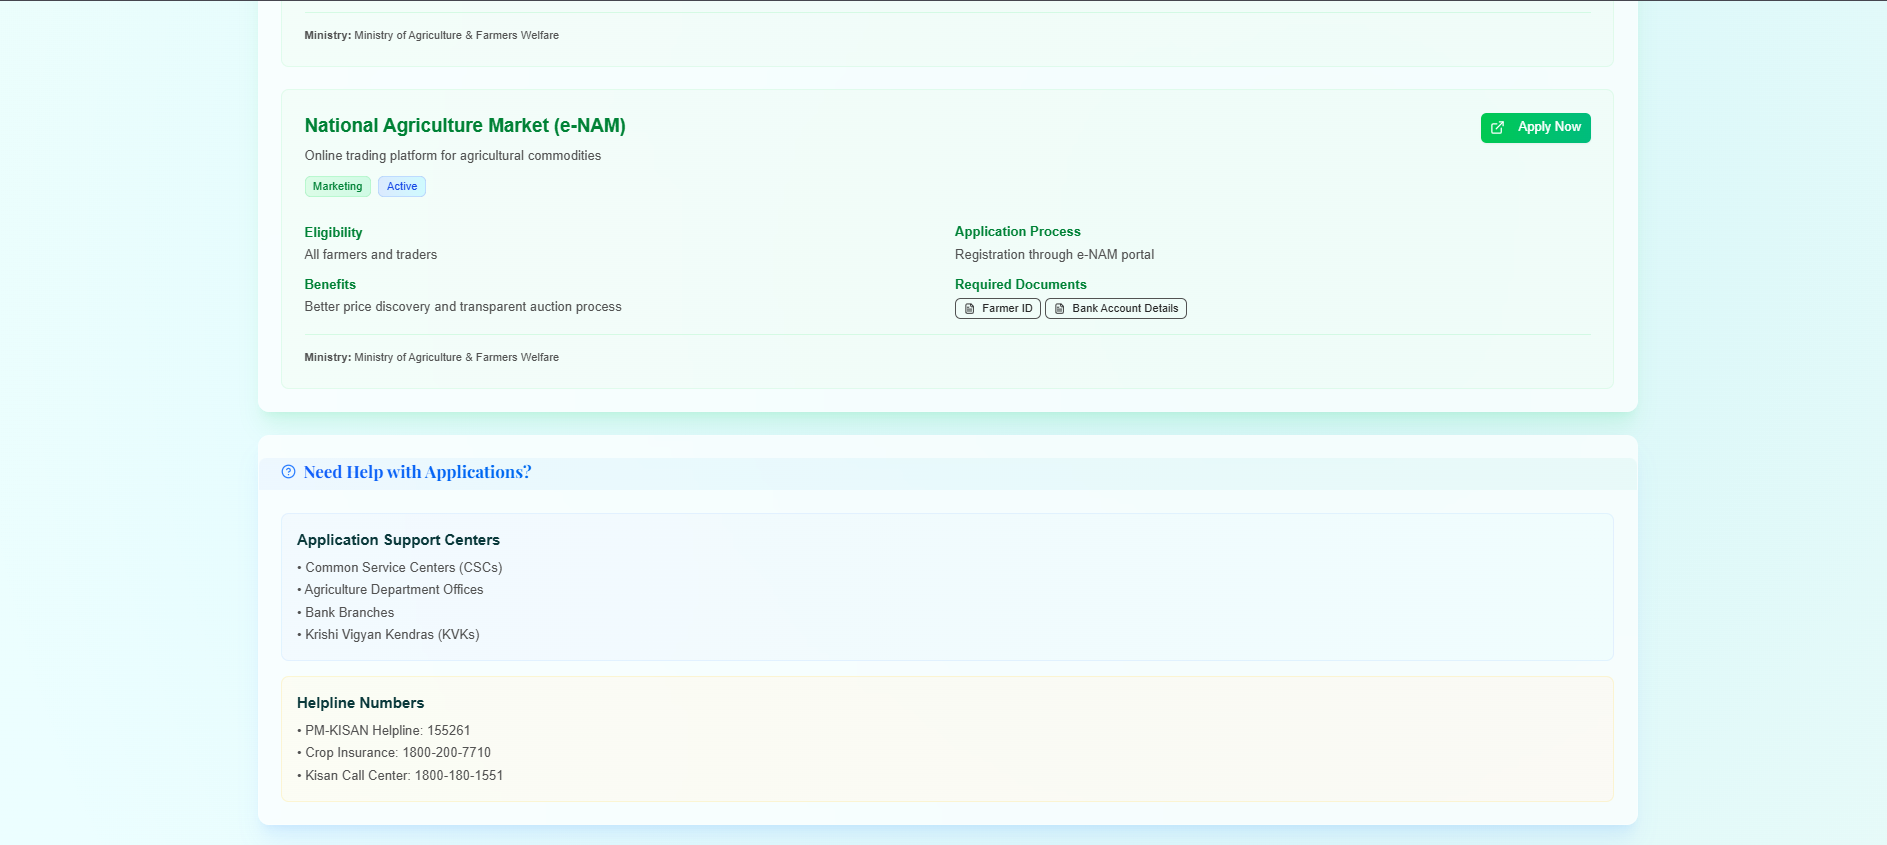 Ministry: Ministry of Agriculture & Farmers Welfare
National Agriculture Market (e-NAM)
Apply Now
Online trading platform for agricultural commodities
Marketing Active
Eligibility
All farmers and traders
Benefits
Better price discovery and transparent auction process
Application Process
Registration through e-NAM portal
Required Documents
Farmer ID Bank Account Details
Ministry: Ministry of Agriculture & Farmers Welfare
Need Help with Applications?
Application Support Centers
• Common Service Centers (CSCs)
• Agriculture Department Offices
• Bank Branches
• Krishi Vigyan Kendras (KVKs)
Helpline Numbers
• PM-KISAN Helpline: 155261
• Crop Insurance: 1800-200-7710
• Kisan Call Center: 1800-180-1551